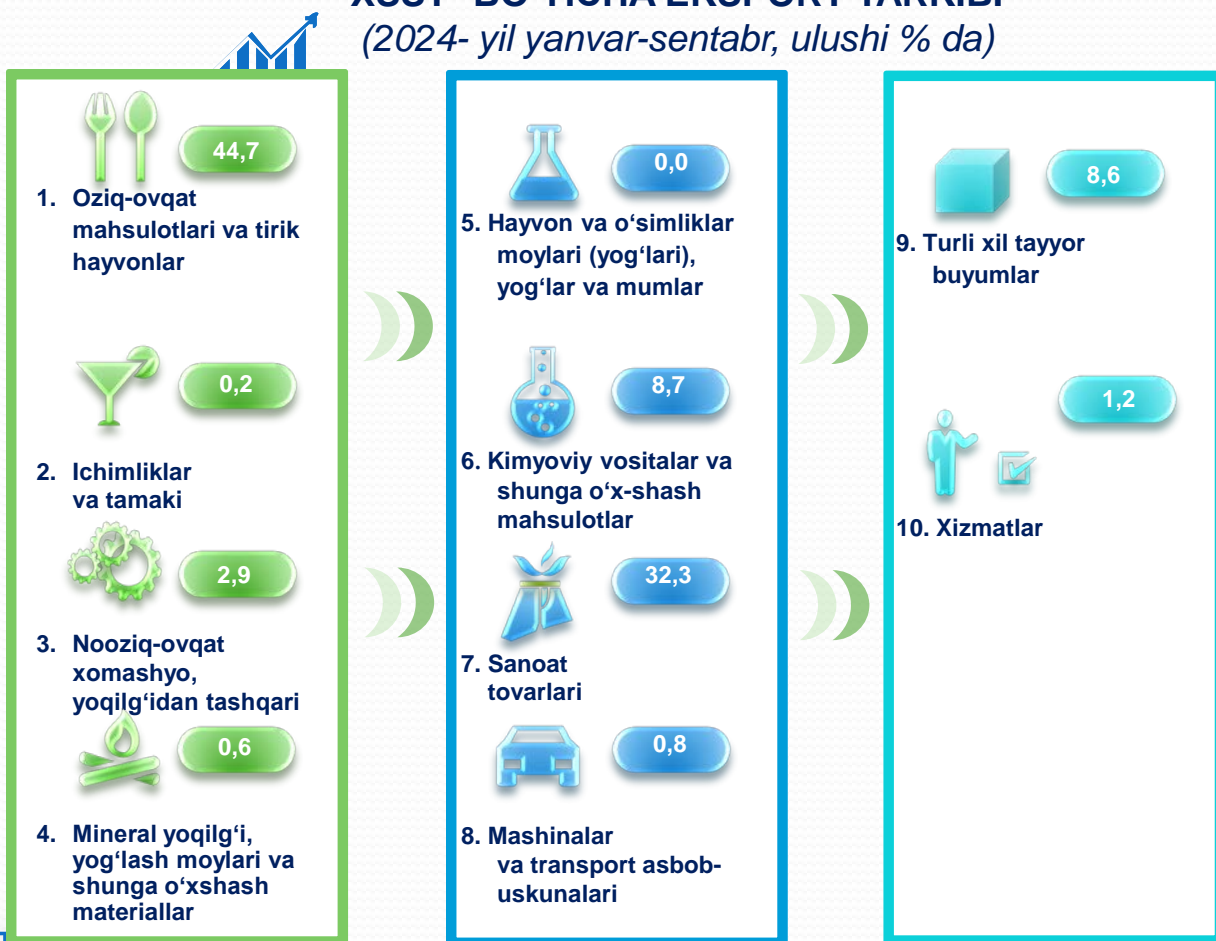 (2024- yil yanvar-sentabr, ulushi % da)
44,7
1. Oziq-ovqat
mahsulotlari va tirik
hayvonlar
0,2
2. Ichimliklar
va tamaki
2,9
3. Nooziq-ovqat
xomashyo,
yoqilg‘idan tashqari
0,6
4. Mineral yoqilg‘i,
yog‘lash moylari va
shunga o‘xshash
materiallar
0,0
5. Hayvon va o‘simliklar
moylari (yog‘lari),
yog‘lar va mumlar
8,7
6. Kimyoviy vositalar va
shunga o‘x-shash
mahsulotlar
32,3
7. Sanoat
tovarlari
0,8
8. Mashinalar
va transport asbob-
uskunalari
8,6
9. Turli xil tayyor
buyumlar
1,2
10. Xizmatlar